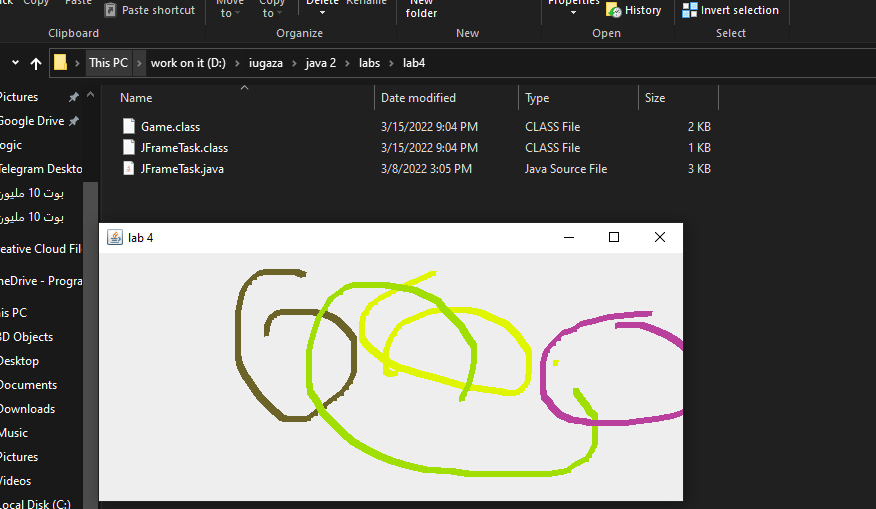 Copy Paste
Paste shortcut
Move to
Copy to
Delete Rename
New folder
Properties
History
Invert selection
Clipboard Organize New Open Select
This PC > work on it (D:) > iugaza > java 2 > labs > lab4
Name Date modified Type Size
Game.class 3/15/2022 9:04 PM CLASS File 2 KB
JFrameTask.class 3/15/2022 9:04 PM CLASS File 1 KB
JFrameTask.java 3/8/2022 3:05 PM Java Source File 3 KB
Pictures
Google Drive
ogic
Telegram Deskto
بوت 10 مليون
بوت 10 مليون
reative Cloud Fil
neDrive - Progra
his PC
3D Objects
Desktop
Documents
Downloads
Music
Pictures
Videos
Local Disk (C:)
lab 4